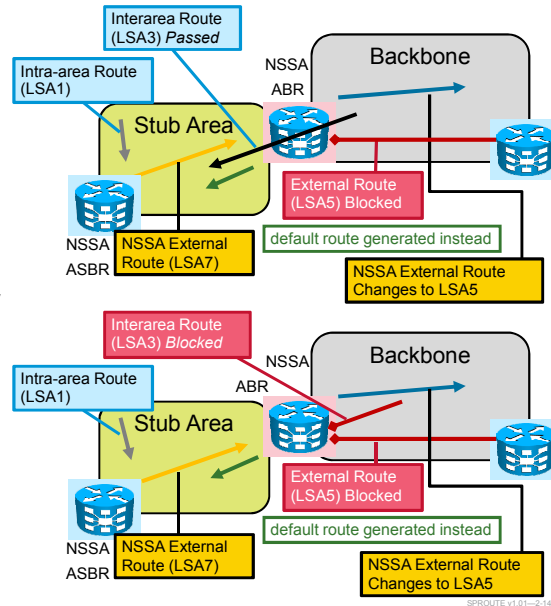 Interarea Route
(LSA3) Passed
Intra-area Route
(LSA1)
NSSA
ABR
Backbone
Stub Area
External Route
(LSA5) Blocked
NSSA
ASBR
NSSA External
Route (LSA7)
default route generated instead
NSSA External Route
Changes to LSA5
Interarea Route
(LSA3) Blocked
Intra-area Route
(LSA1)
NSSA
ABR
Backbone
Stub Area
External Route
(LSA5) Blocked
NSSA
ASBR
NSSA External
Route (LSA7)
default route generated instead
NSSA External Route
Changes to LSA5
SPROUTE v1.01—2-14